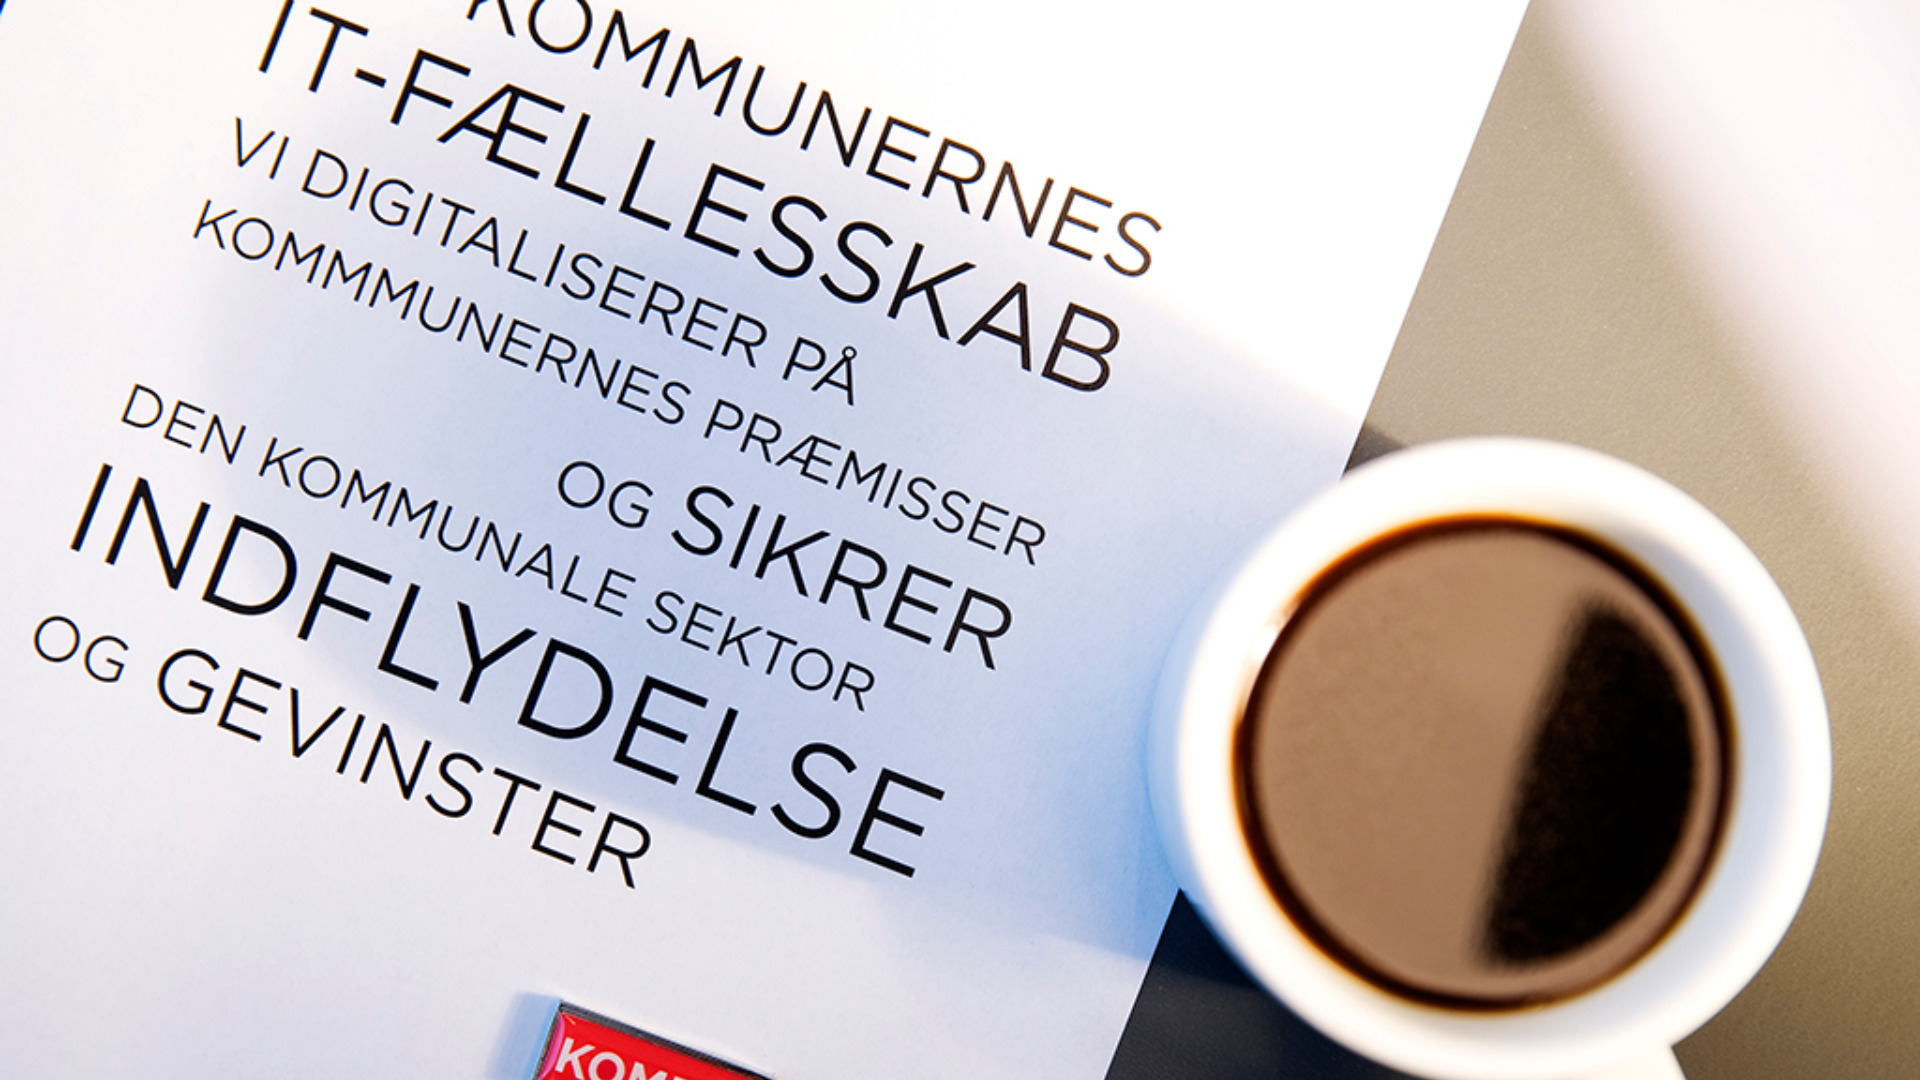 KOMMUNERNES
IT-FÆLLESSKAB
VI DIGITALISERER PÅ
KOMMMUNERNES PRÆMISSER
OG SIKRER
DEN KOMMUNALE SEKTOR
INDFLYDELSE
OG GEVINSTER